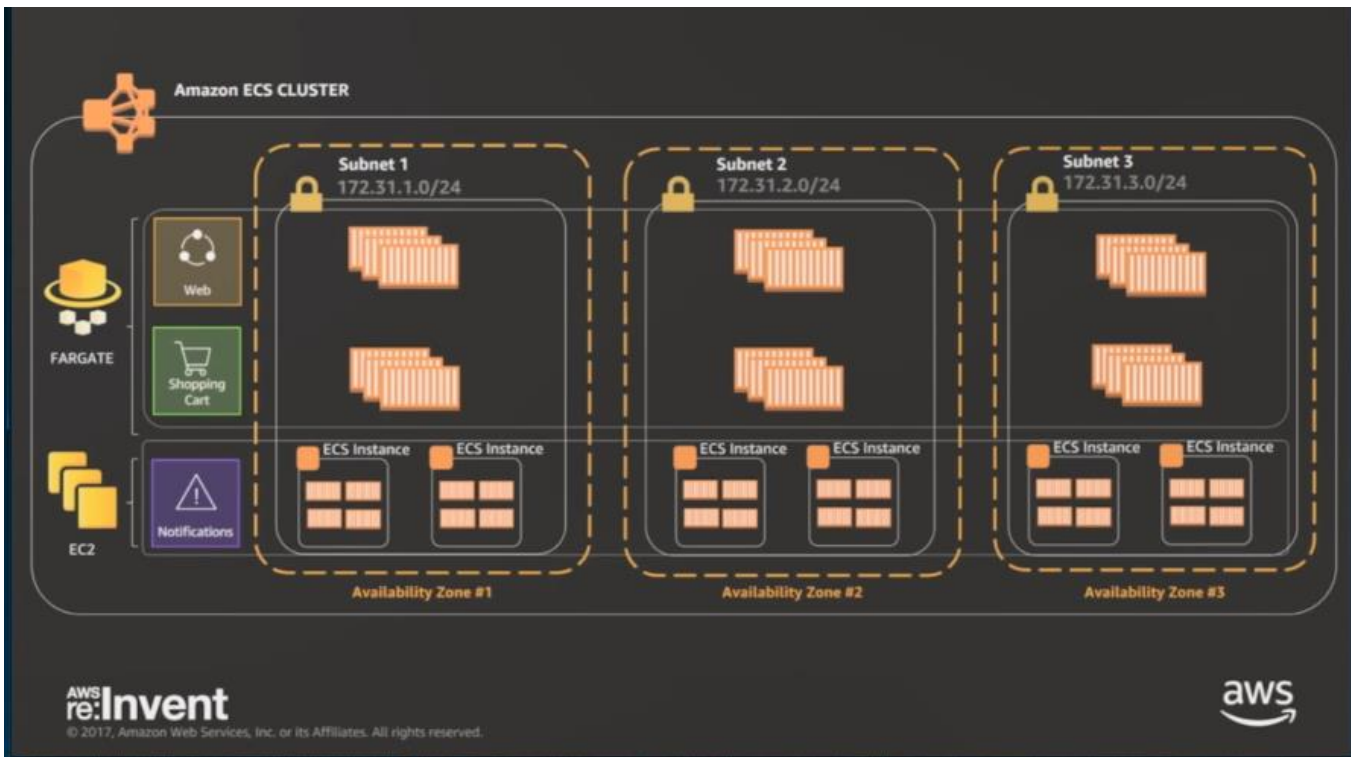 Amazon ECS CLUSTER
Subnet 1
172.31.1.0/24
Subnet 2
172.31.2.0/24
Subnet 3
172.31.3.0/24
Web
FARGATE
Shopping
Cart
ECS Instance
ECS Instance
ECS Instance
ECS Instance
ECS Instance
ECS Instance
Notifications
EC2
Availability Zone #1
Availability Zone #2
Availability Zone #3
AWS
re:Invent
aws
© 2017, Amazon Web Services, Inc. or its Affiliates. All rights reserved.